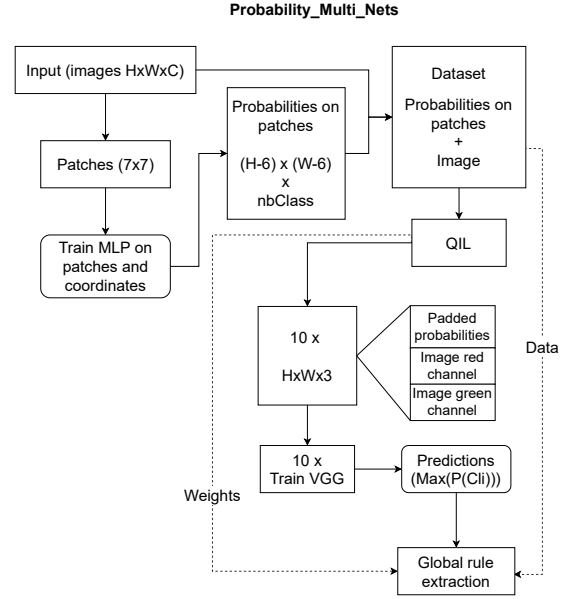 Probability_Multi_Nets
Input (images HxWxC)
Patches (7x7)
Train MLP on
patches and
coordinates
Probabilities on
patches
(H-6) x (W-6)
x
nbClass
Dataset
Probabilities on
patches
+
Image
QIL
10 x
HxWx3
Padded
probabilities
Image red
channel
Image green
channel
Data
10 x
Train VGG
Predictions
(Max(P(Cli)))
Weights
Global rule
extraction